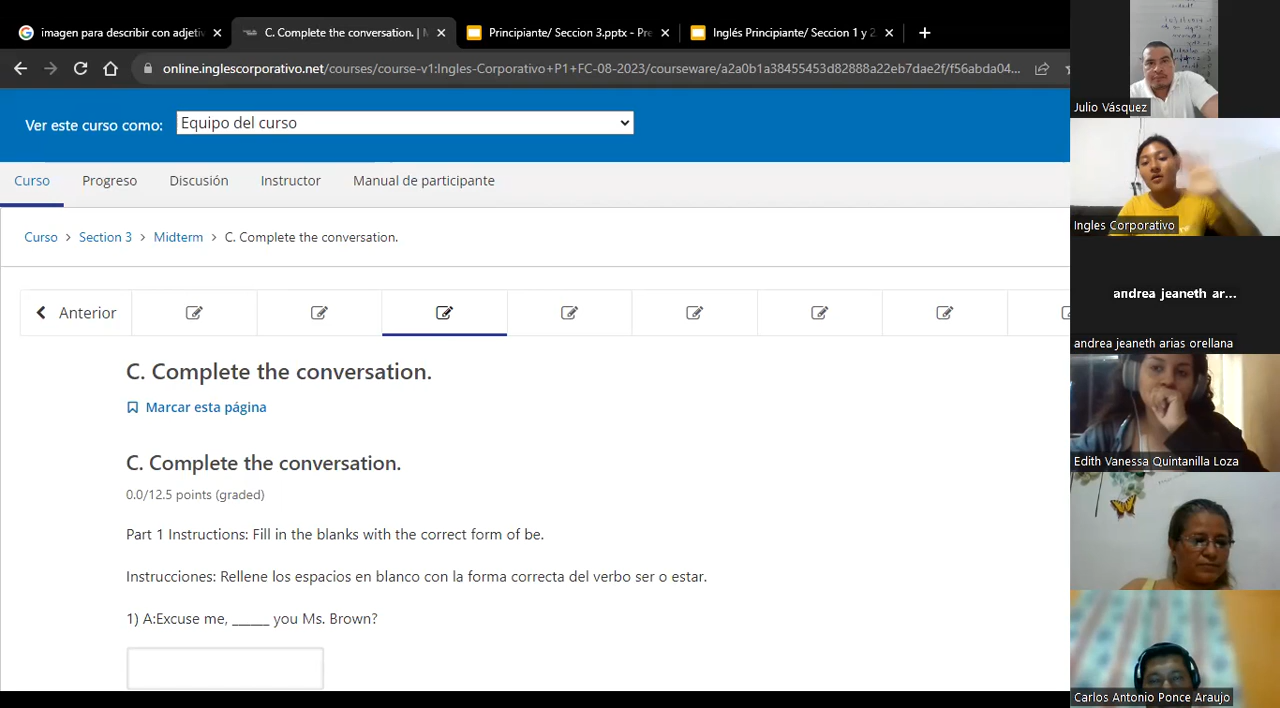 imagen para describir con adjetiv
C. Complete the conversation. |
Principiante/ Seccion 3.pptx - Pre
Inglés Principiante/ Seccion 1 y 2
online.inglescorporativo.net/courses/course-v1:Ingles-Corporativo+P1+FC-08-2023/courseware/a2a0b1a38455453d82888a22eb7dae2f/f56abda04...
Ver este curso como:
Equipo del curso
Curso
Progreso
Discusión
Instructor
Manual de participante
Curso > Section 3 > Midterm > C. Complete the conversation.
Anterior
C. Complete the conversation.
Marcar esta página
C. Complete the conversation.
0.0/12.5 points (graded)
Part 1 Instructions: Fill in the blanks with the correct form of be.
Instrucciones: Rellene los espacios en blanco con la forma correcta del verbo ser o estar.
1) A:Excuse me, ______ you Ms. Brown?
Julio Vásquez
Ingles Corporativo
andrea jeaneth ar...
andrea jeaneth arias orellana
Edith Vanessa Quintanilla Loza
Carlos Antonio Ponce Araujo